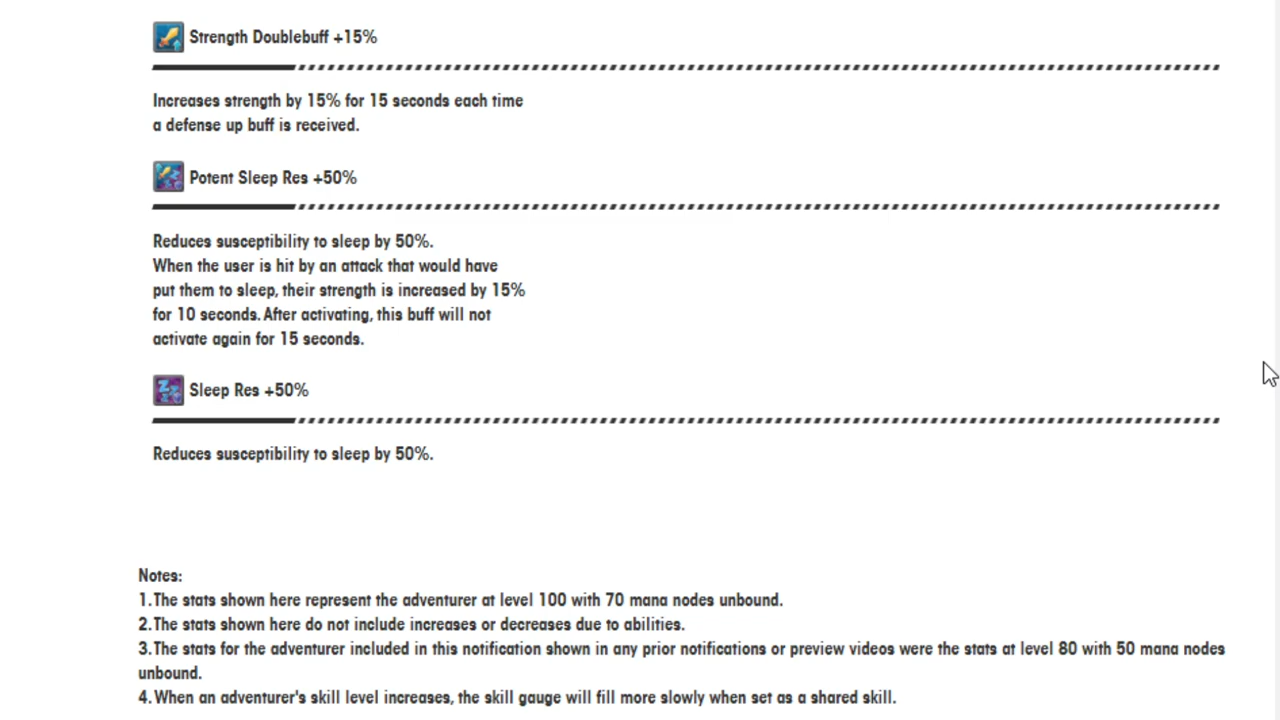 Strength Doublebuff +15%
Increases strength by 15% for 15 seconds each time
a defense up buff is received.
Potent Sleep Res +50%
Reduces susceptibility to sleep by 50%.
When the user is hit by an attack that would have
put them to sleep, their strength is increased by 15%
for 10 seconds. After activating, this buff will not
activate again for 15 seconds.
Sleep Res +50%
Reduces susceptibility to sleep by 50%.
Notes:
1. The stats shown here represent the adventurer at level 100 with 70 mana nodes unbound.
2. The stats shown here do not include increases or decreases due to abilities.
3. The stats for the adventurer included in this notification shown in any prior notifications or preview videos were the stats at level 80 with 50 mana nodes
unbound.
4. When an adventurer's skill level increases, the skill gauge will fill more slowly when set as a shared skill.